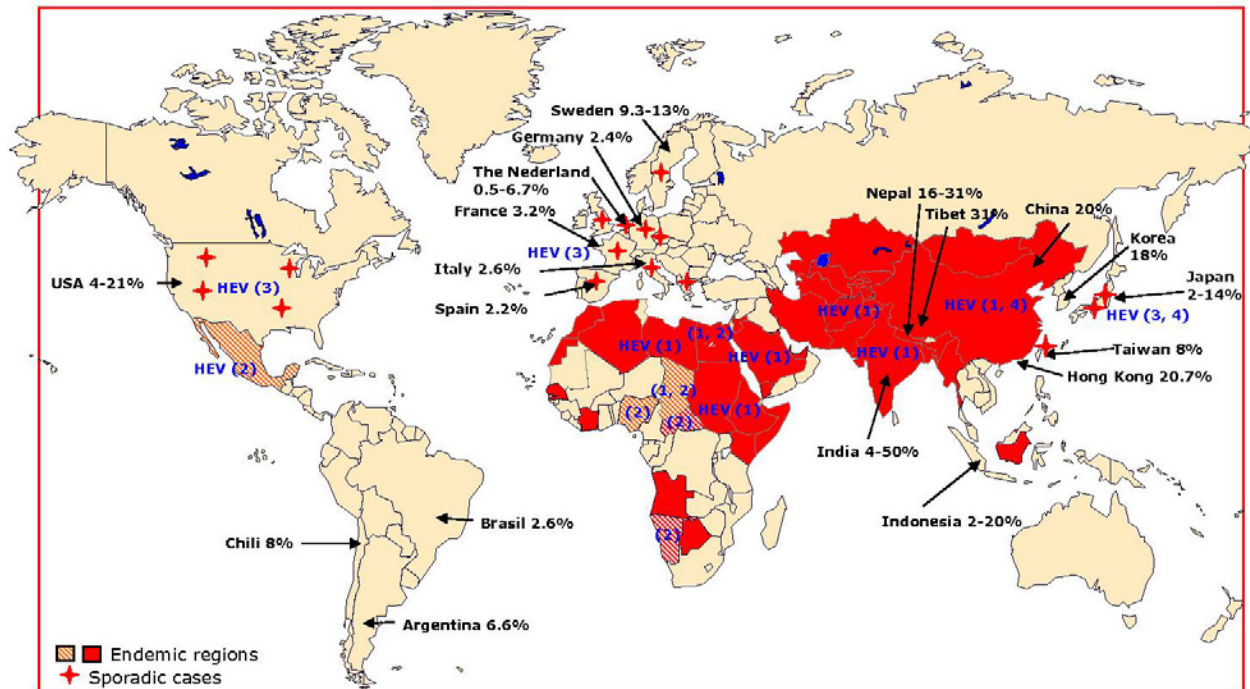 Sweden 9.3-13%
Germany 2.4%
The Nederland
0.5-6.7%
France 3.2%
HEV (3)
Italy 2.6%
Spain 2.2%
USA 4-21%
HEV (3)
HEV (2)
Nepal 16-31%
Tibet 31%
China 20%
Korea
18%
Japan
2-14%
HEV (3, 4)
HEV (1, 4)
HEV (1)
HEV (1)
Taiwan 8%
Hong Kong 20.7%
India 4-50%
Indonesia 2-20%
HEV (1)
(1, 2)
HEV (1)
(1, 2)
(2)
(2)
HEV (1)
(2)
Brasil 2.6%
Chili 8%
Argentina 6.6%
Endemic regions
Sporadic cases